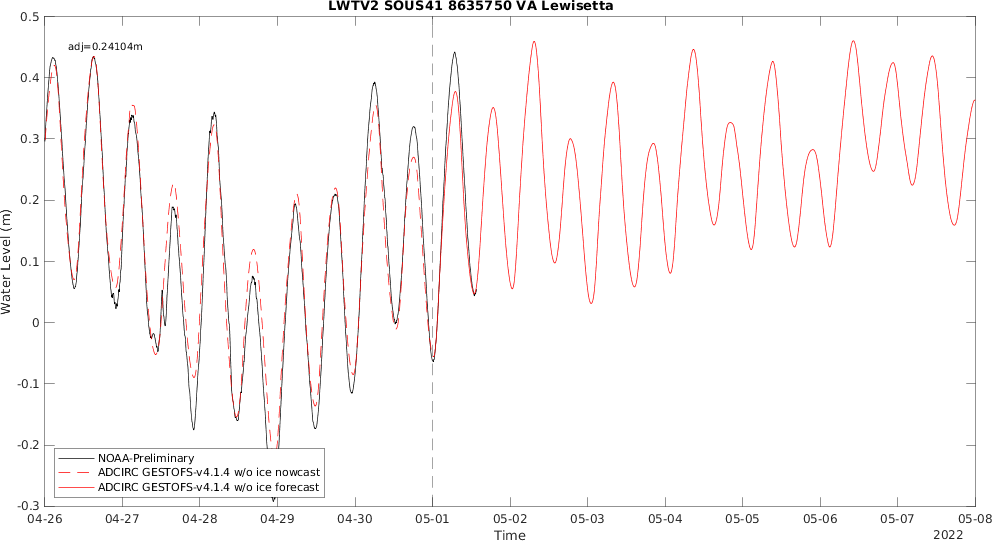 LWTV2 SOUS41 8635750 VA Lewisetta
adj=0.24104m
0.5
0.4
0.3
0.2
0.1
0
-0.1
-0.2
-0.3
Water Level (m)
NOAA-Preliminary
ADCIRC GESTOFS-v4.1.4 w/o ice nowcast
ADCIRC GESTOFS-v4.1.4 w/o ice forecast
04-26 04-27 04-28 04-29 04-30 05-01 05-02 05-03 05-04 05-05 05-06 05-07 05-08
Time
2022